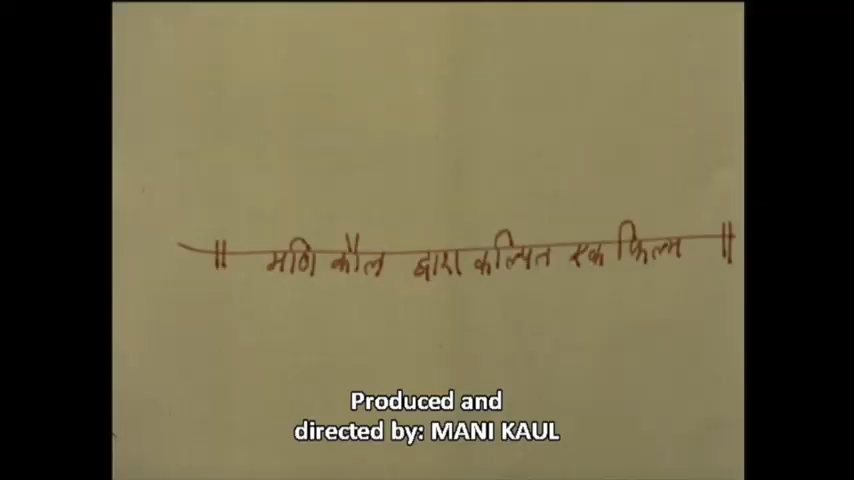 ॥ मणि कौल द्वारा कल्पित एक फिल्म ॥
Produced and
directed by: MANI KAUL